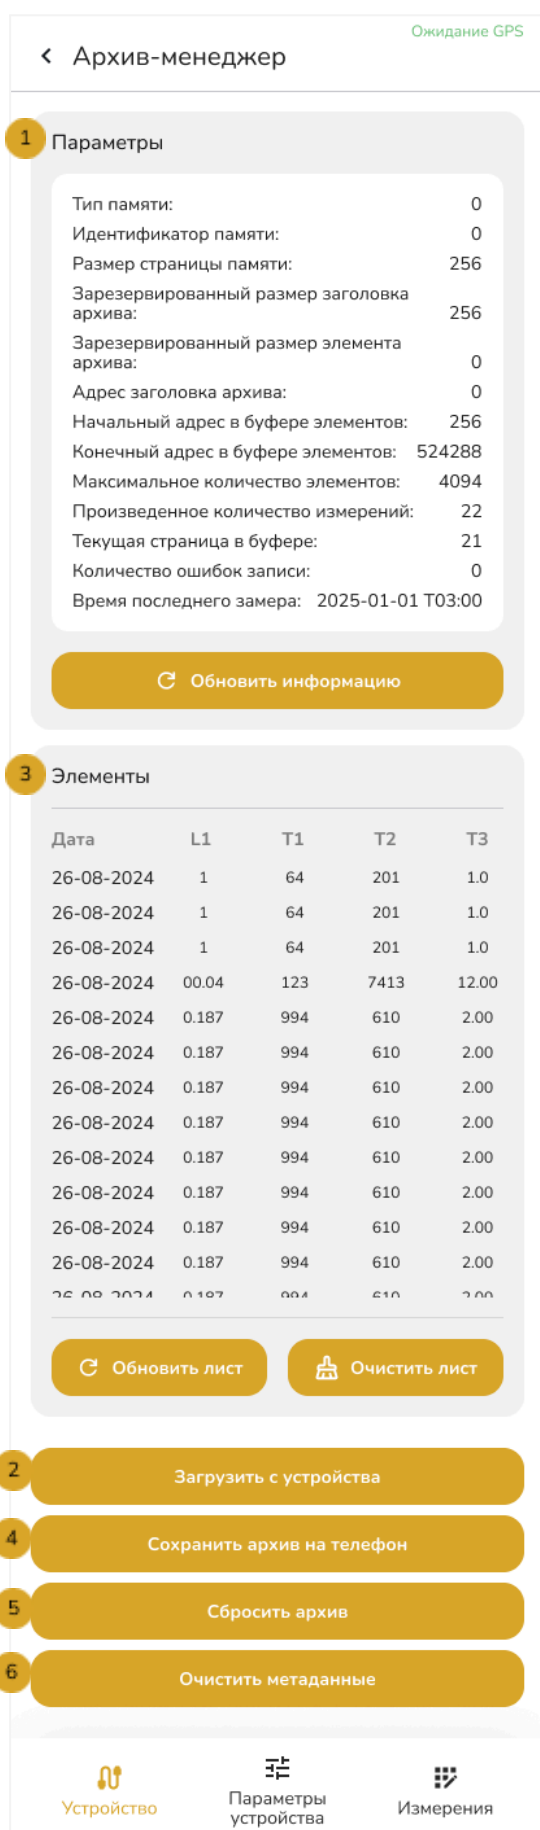 Ожидание GPS
Архив-менеджер
1
Параметры
Тип памяти: 0
Идентификатор памяти: 0
Размер страницы памяти: 256
Зарезервированный размер заголовка
архива: 256
Зарезервированный размер элемента
архива: 0
Адрес заголовка архива: 0
Начальный адрес в буфере элементов: 256
Конечный адрес в буфере элементов: 524288
Максимальное количество элементов: 4094
Произведенное количество измерений: 22
Текущая страница в буфере: 21
Количество ошибок записи: 0
Время последнего замера: 2025-01-01 T03:00
Обновить информацию
3
Элементы
Дата L1 T1 T2 T3
26-08-2024 1 64 201 1.0
26-08-2024 1 64 201 1.0
26-08-2024 1 64 201 1.0
26-08-2024 00.04 123 7413 12.00
26-08-2024 0.187 994 610 2.00
26-08-2024 0.187 994 610 2.00
26-08-2024 0.187 994 610 2.00
26-08-2024 0.187 994 610 2.00
26-08-2024 0.187 994 610 2.00
26-08-2024 0.187 994 610 2.00
26-08-2024 0.187 994 610 2.00
26-08-2024 0.187 994 610 2.00
26-08-2024 0.187 994 610 2.00
Обновить лист Очистить лист
2
Загрузить с устройства
4
Сохранить архив на телефон
5
Сбросить архив
6
Очистить метаданные
Устройство
Параметры
устройства
Измерения